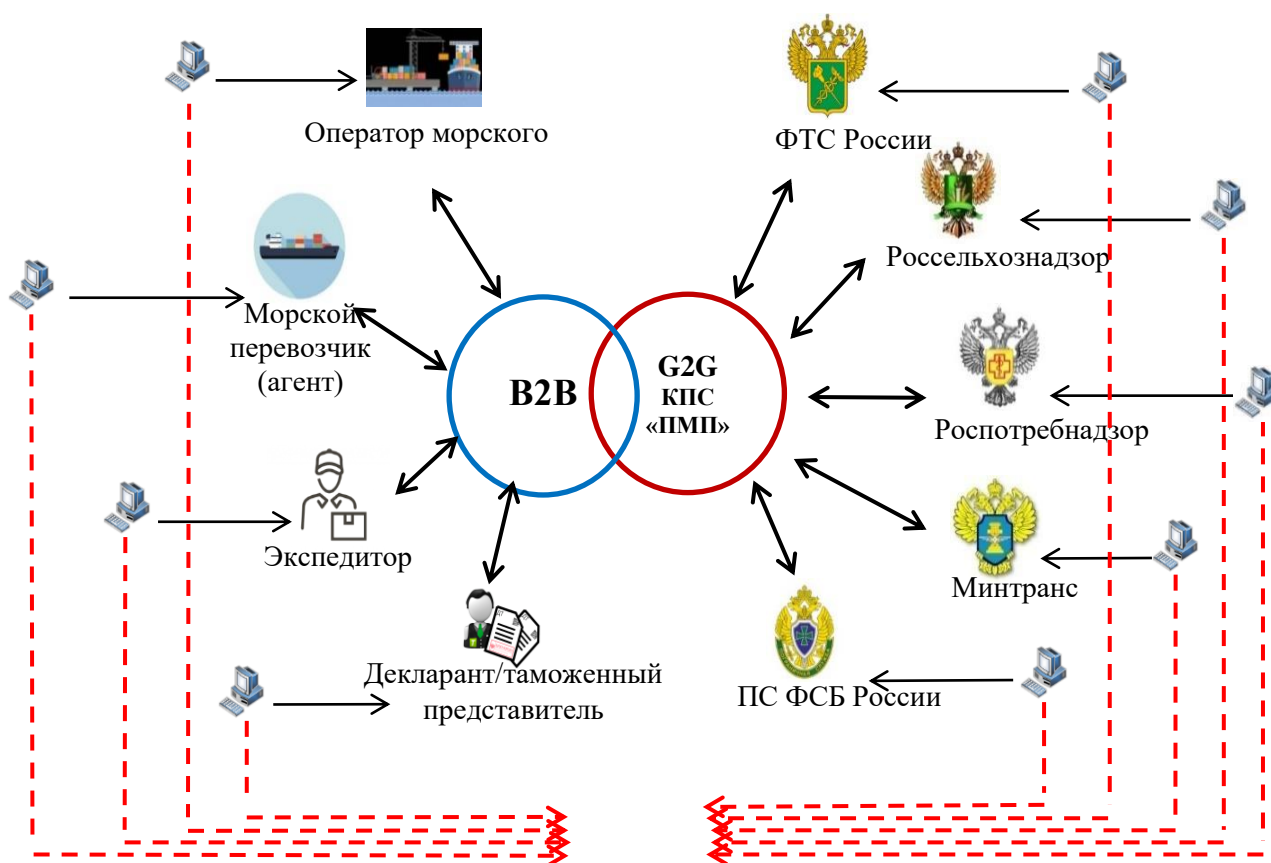 Оператор морского
ФТС России
Россельхознадзор
Морской
перевозчик
(агент)
B2B
G2G
КПС
«ПМП»
Роспотребнадзор
Экспедитор
Минтранс
Декларант/таможенный
представитель
ПС ФСБ России